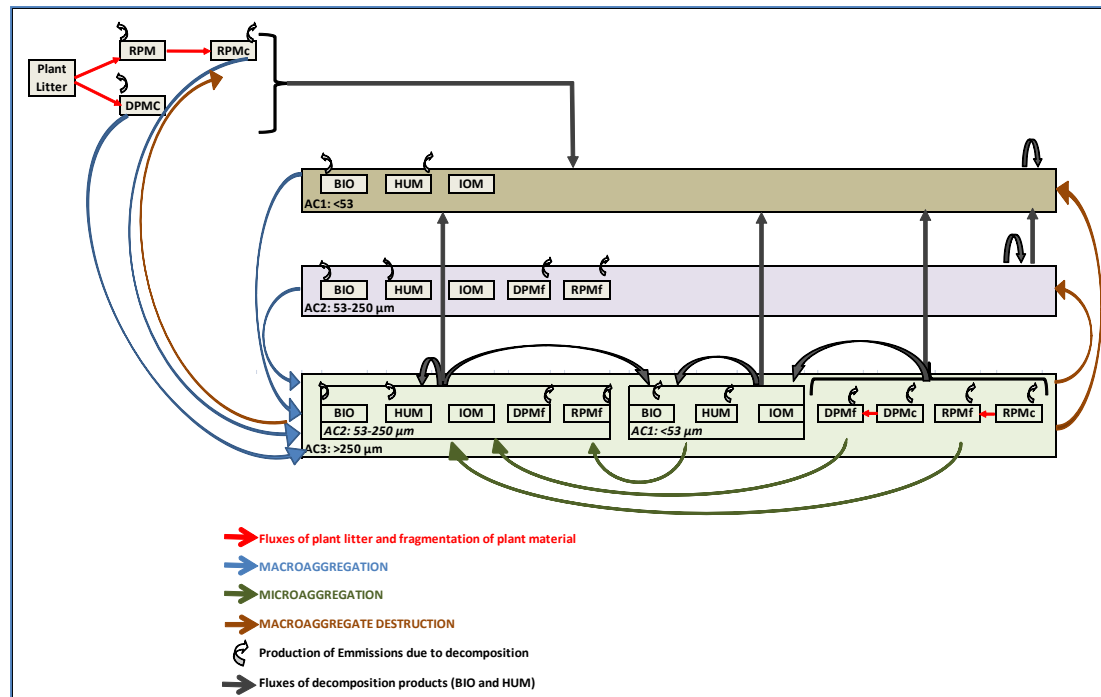 RPM
RPMc
Plant
Litter
DPMC
BIO
HUM
IOM
AC1: <53
BIO
HUM
IOM
DPMf
RPMf
AC2: 53-250 µm
BIO
HUM
IOM
DPMf
RPMf
AC2: 53-250 µm
BIO
HUM
IOM
AC1: <53 µm
DPMf
DPMc
RPMf
RPMc
AC3: >250 µm
Fluxes of plant litter and fragmentation of plant material
MACROAGGREGATION
MICROAGGREGATION
MACROAGGREGATE DESTRUCTION
Production of Emmissions due to decomposition
Fluxes of decomposition products (BIO and HUM)